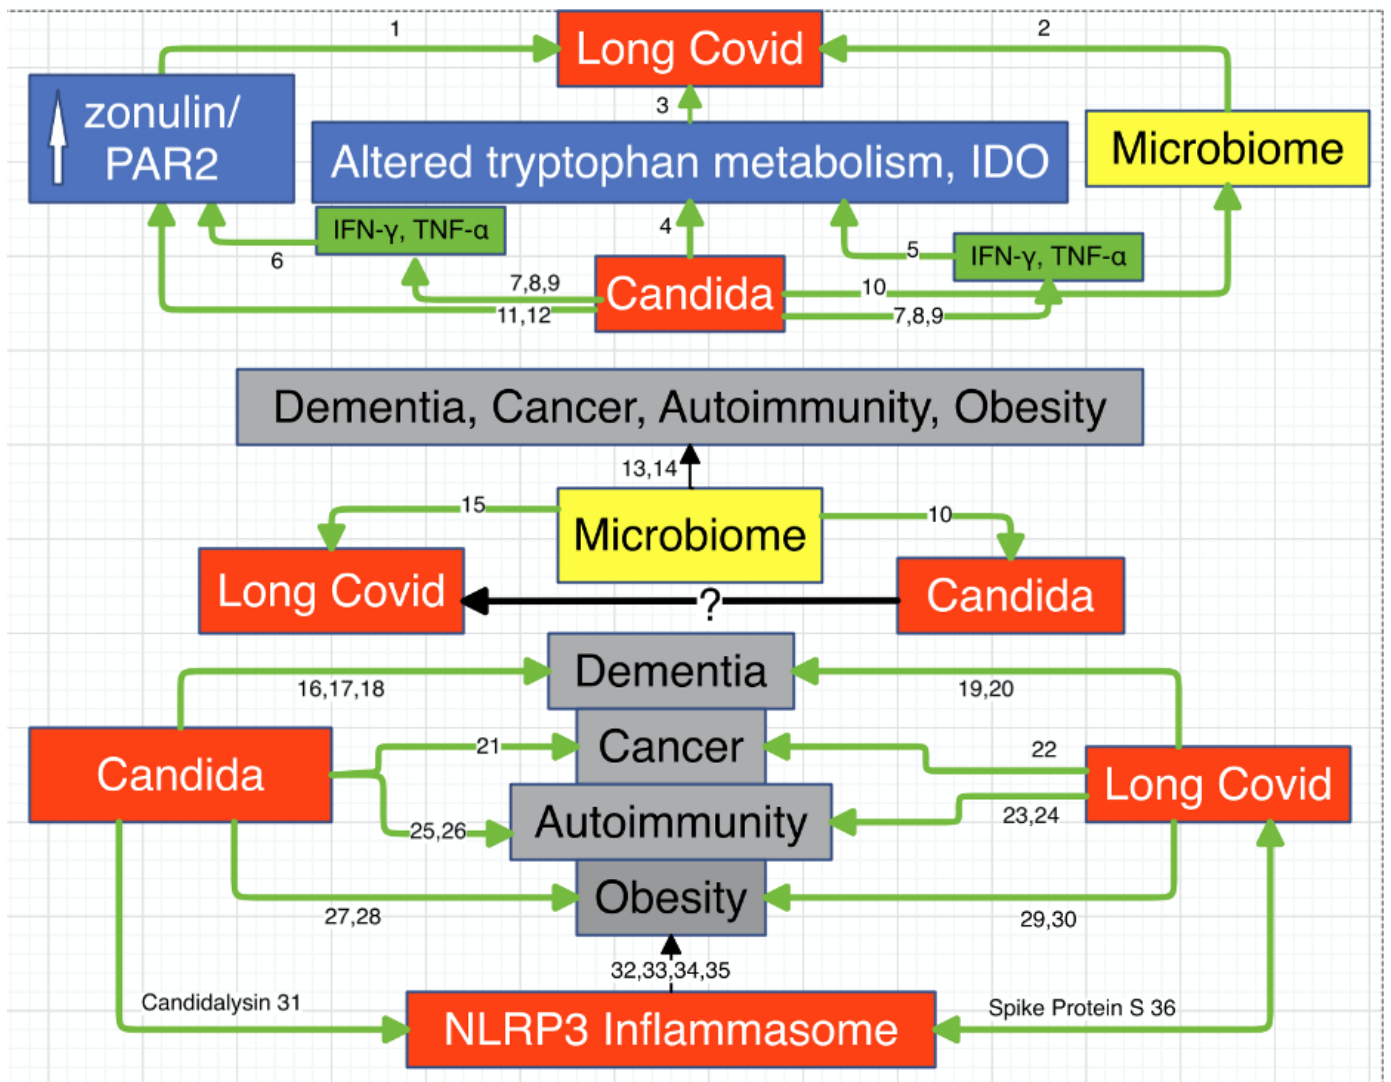 1
2
Long Covid
3
zonulin/
PAR2
Altered tryptophan metabolism, IDO
Microbiome
IFN-γ, TNF-α
4
5
IFN-γ, TNF-α
6
7,8,9
Candida
10
11,12
7,8,9
Dementia, Cancer, Autoimmunity, Obesity
13,14
15
Microbiome
10
Long Covid
?
Candida
Dementia
16,17,18
19,20
Candida
21
Cancer
22
Long Covid
25,26
Autoimmunity
23,24
27,28
Obesity
29,30
32,33,34,35
Candidalysin 31
NLRP3 Inflammasome
Spike Protein S 36